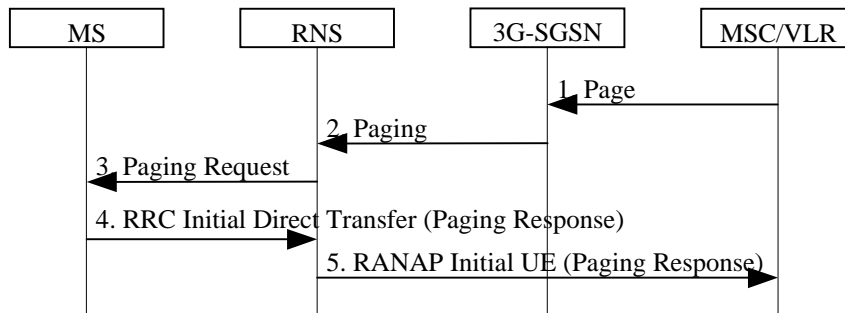 MS
RNS
3G-SGSN
MSC/VLR
1. Page
2. Paging
3. Paging Request
4. RRC Initial Direct Transfer (Paging Response)
5. RANAP Initial UE (Paging Response)